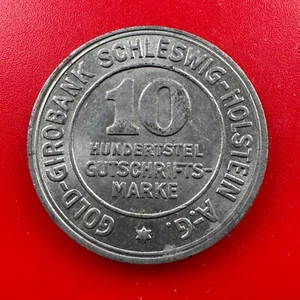 GOLD-GIROBANK SCHLESWIG-HOLSTEIN A.-G.
10
HUNDERTSTEL
GUTSCHRIFTS-
MARKE